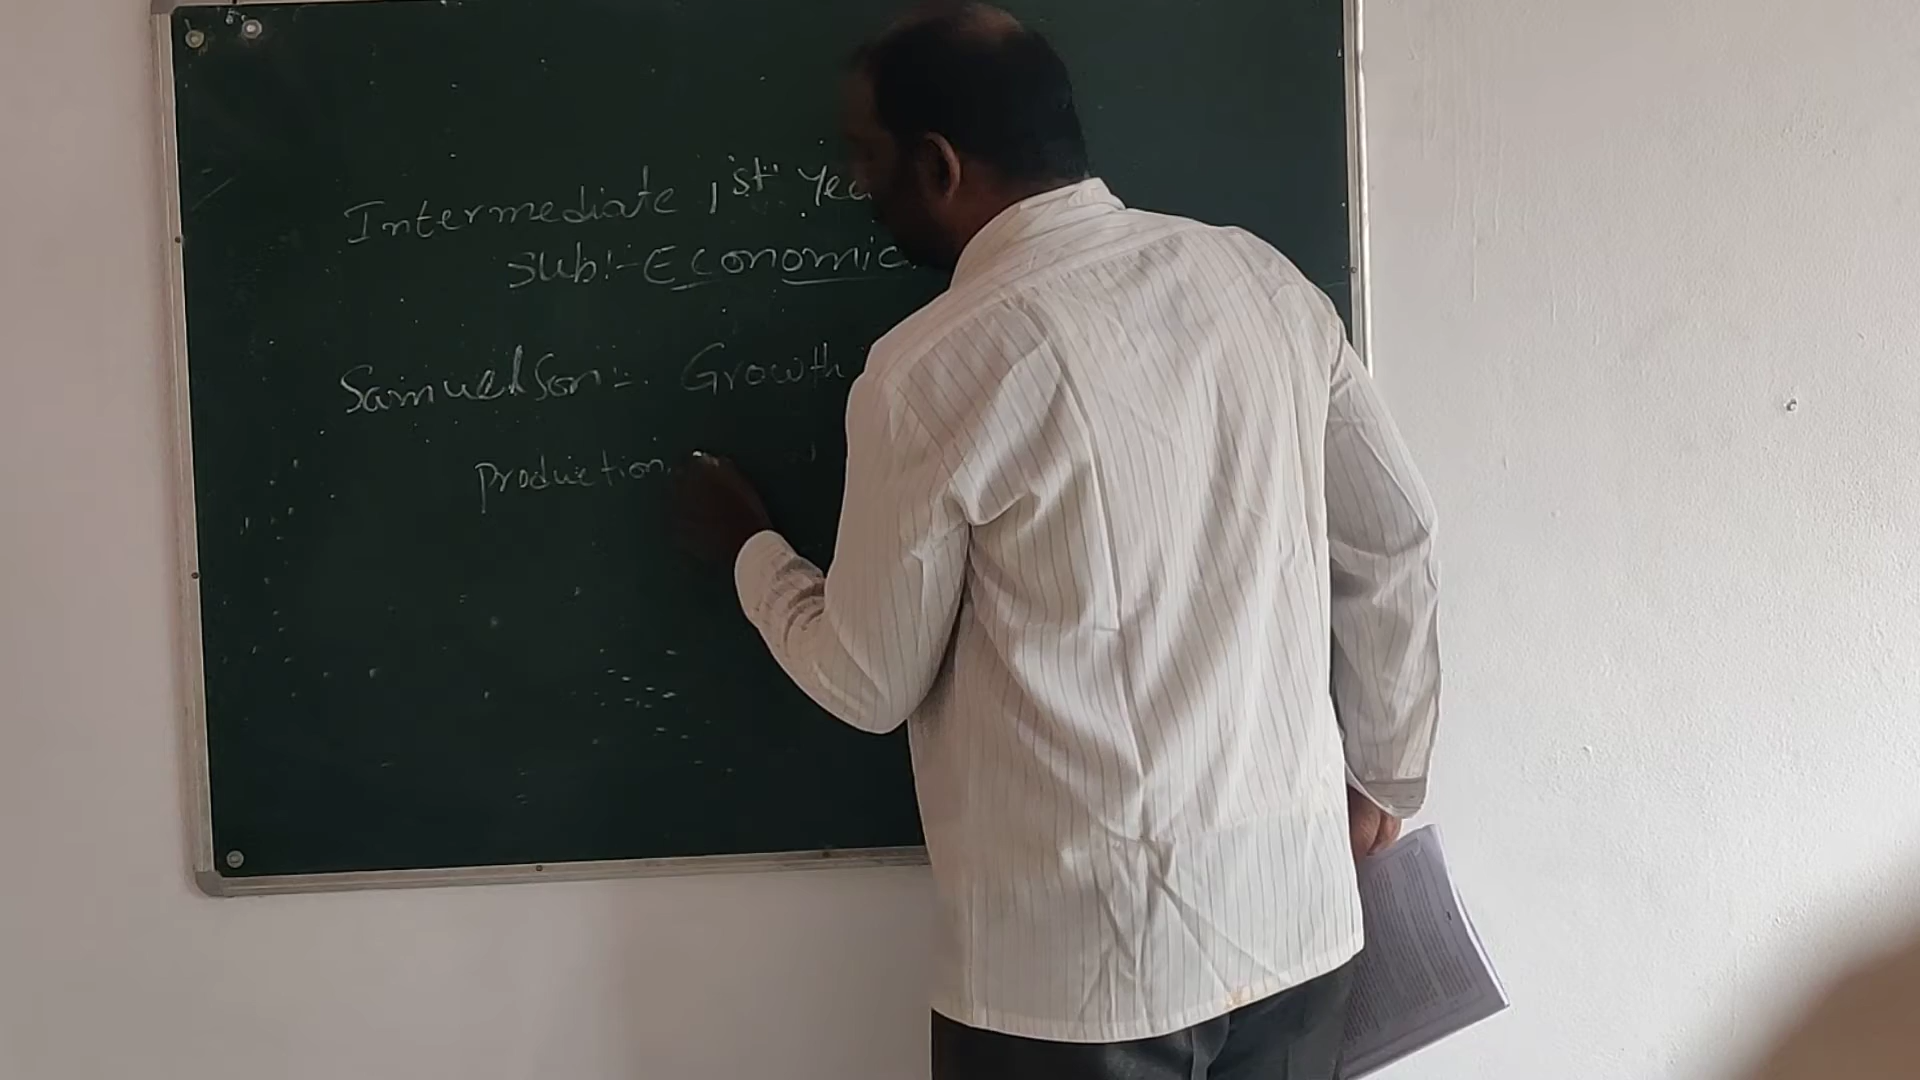 Intermediate 1st Yea
Sub:- Economic
Samuelson:- Growth
Production